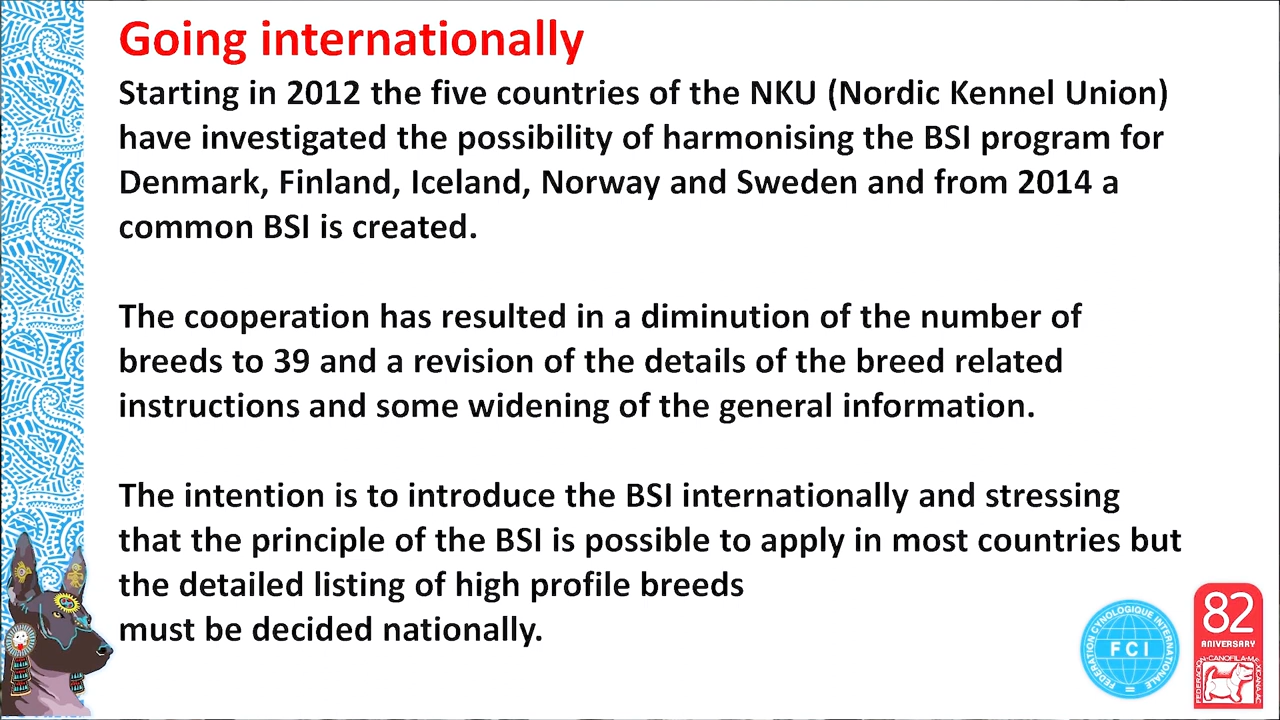 Going internationally
Starting in 2012 the five countries of the NKU (Nordic Kennel Union)
have investigated the possibility of harmonising the BSI program for
Denmark, Finland, Iceland, Norway and Sweden and from 2014 a
common BSI is created.
The cooperation has resulted in a diminution of the number of
breeds to 39 and a revision of the details of the breed related
instructions and some widening of the general information.
The intention is to introduce the BSI internationally and stressing
that the principle of the BSI is possible to apply in most countries but
the detailed listing of high profile breeds
must be decided nationally.
FEDERATION CYNOLOGIQUE INTERNATIONALE
FCI
82
ANIVERSARY